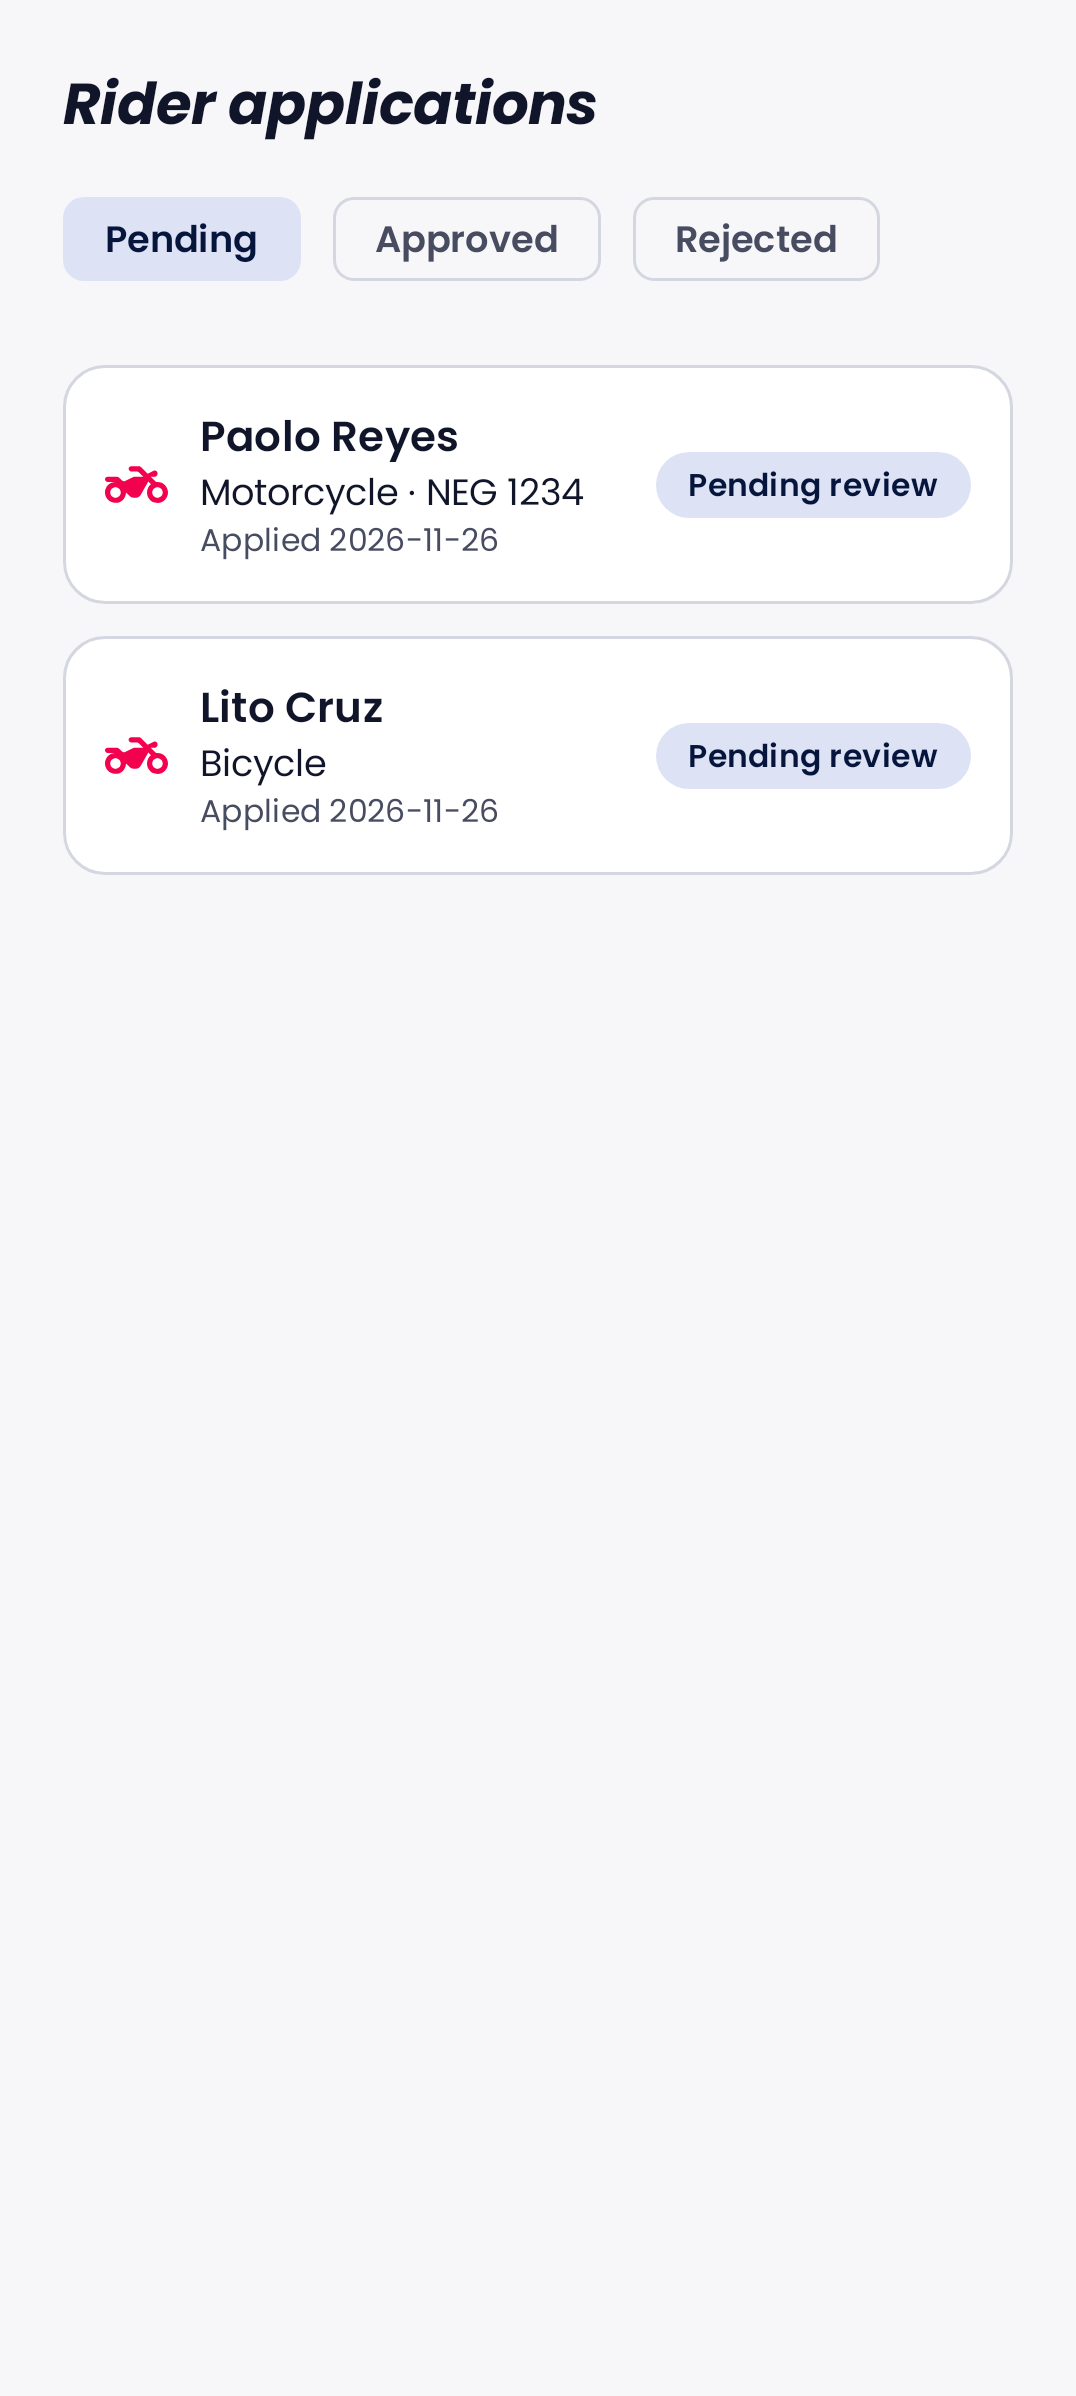 Rider applications
Pending
Approved
Rejected
Paolo Reyes
Motorcycle · NEG 1234
Applied 2026-11-26
Pending review
Lito Cruz
Bicycle
Applied 2026-11-26
Pending review